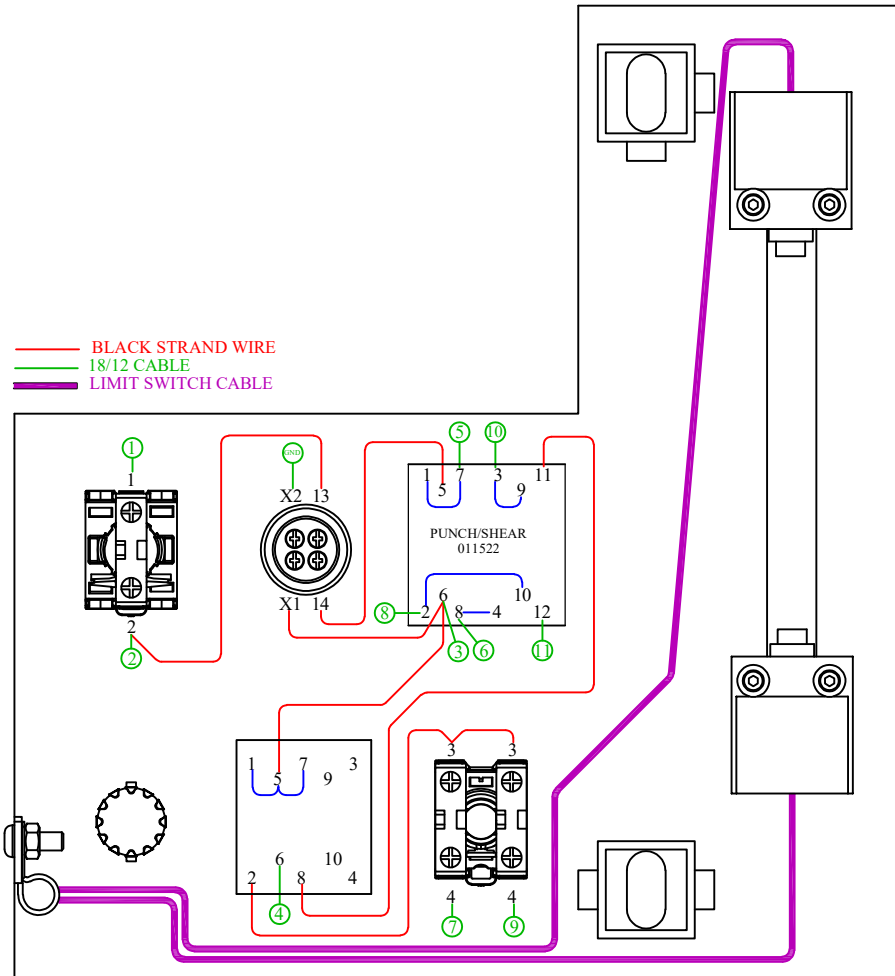 BLACK STRAND WIRE
18/12 CABLE
LIMIT SWITCH CABLE
1
1
2
2
GND
X2 13
X1 14
5
10
1 7 3 11
5 9
PUNCH/SHEAR
011522
6 10
8 2 8 4 12
3 6 11
1 7 3
5 9
6 10
2 8 4
4
3 3
4 4
7 9